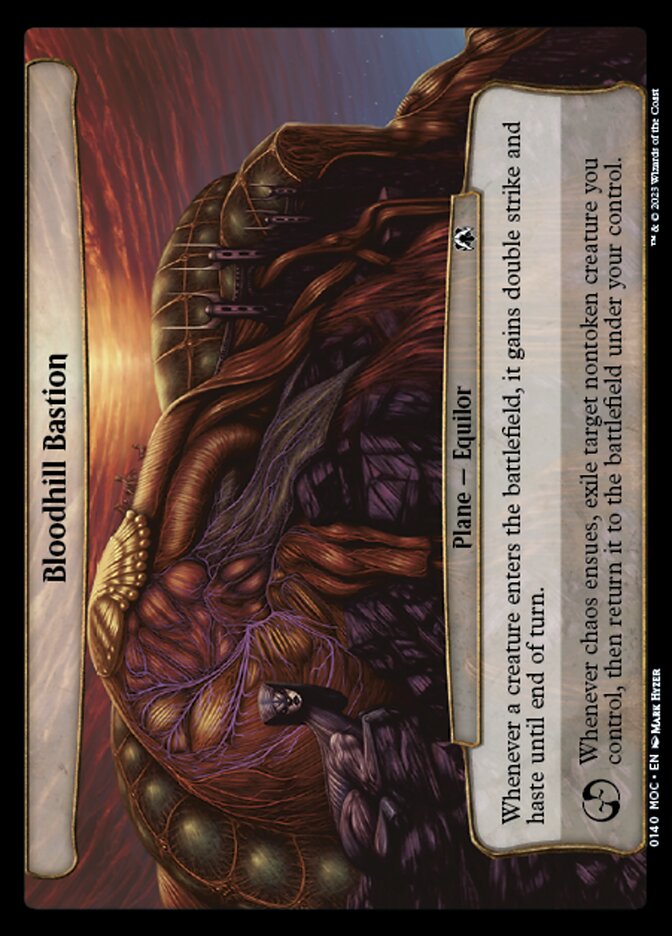 Bloodhill Bastion
Plane — Equilor
Whenever a creature enters the battlefield, it gains double strike and
haste until end of turn.
Whenever chaos ensues, exile target nontoken creature you
control, then return it to the battlefield under your control.
0140 MOC • EN Mark Hyzer
™ & © 2023 Wizards of the Coast